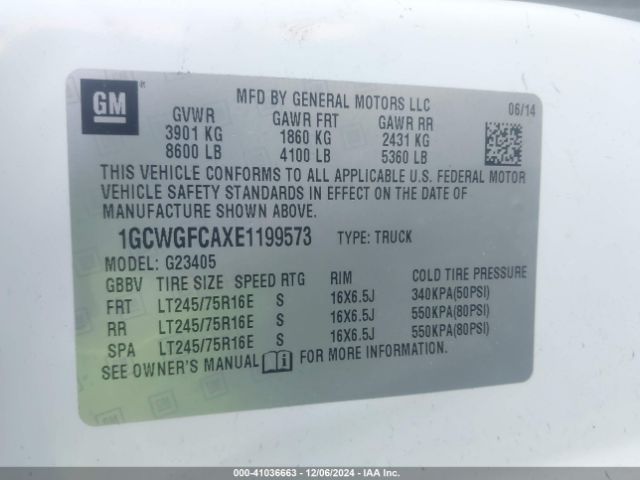 GM
MFD BY GENERAL MOTORS LLC
06/14
GVWR GAWR FRT GAWR RR
3901 KG 1860 KG 2431 KG
8600 LB 4100 LB 5360 LB
THIS VEHICLE CONFORMS TO ALL APPLICABLE U.S. FEDERAL MOTOR
VEHICLE SAFETY STANDARDS IN EFFECT ON THE DATE OF
MANUFACTURE SHOWN ABOVE.
1GCWGFCAXE1199573 TYPE: TRUCK
MODEL: G23405
GBBV TIRE SIZE SPEED RTG RIM COLD TIRE PRESSURE
FRT LT245/75R16E S 16X6.5J 340KPA(50PSI)
RR LT245/75R16E S 16X6.5J 550KPA(80PSI)
SPA LT245/75R16E S 16X6.5J 550KPA(80PSI)
SEE OWNER'S MANUAL FOR MORE INFORMATION.
000-41036663 - 12/06/2024 - IAAI.com